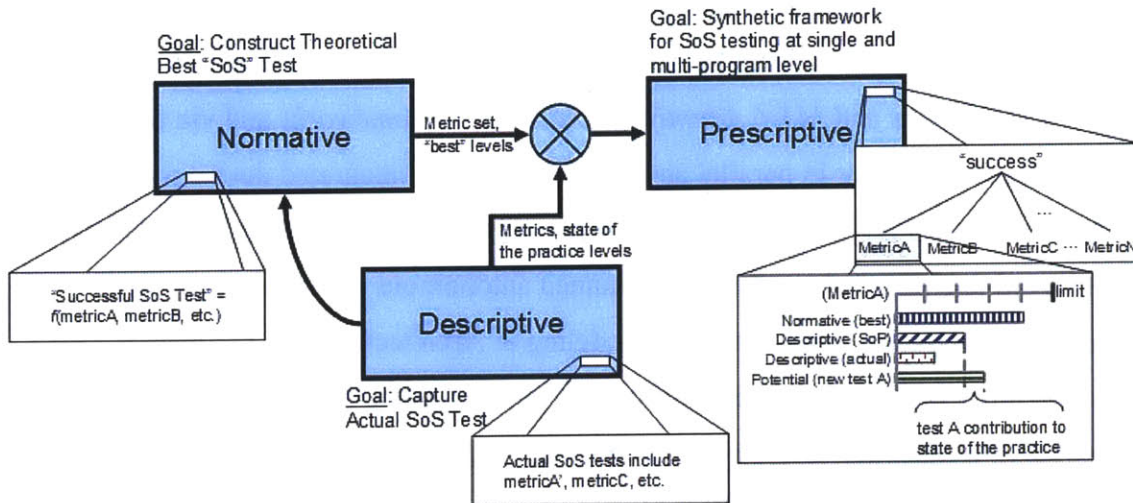 Goal: Construct Theoretical
Best “SoS” Test
Normative
Metric set,
“best” levels
Goal: Synthetic framework
for SoS testing at single and
multi-program level
Prescriptive
“success”
...
MetricA MetricB MetricC ... MetricN
Metrics, state of
the practice levels
“Successful SoS Test” =
f(metricA, metricB, etc.)
Descriptive
Goal: Capture
Actual SoS Test
Actual SoS tests include
metricA’, metricC, etc.
(MetricA) limit
Normative (best)
Descriptive (SoP)
Descriptive (actual)
Potential (new test A)
test A contribution to
state of the practice